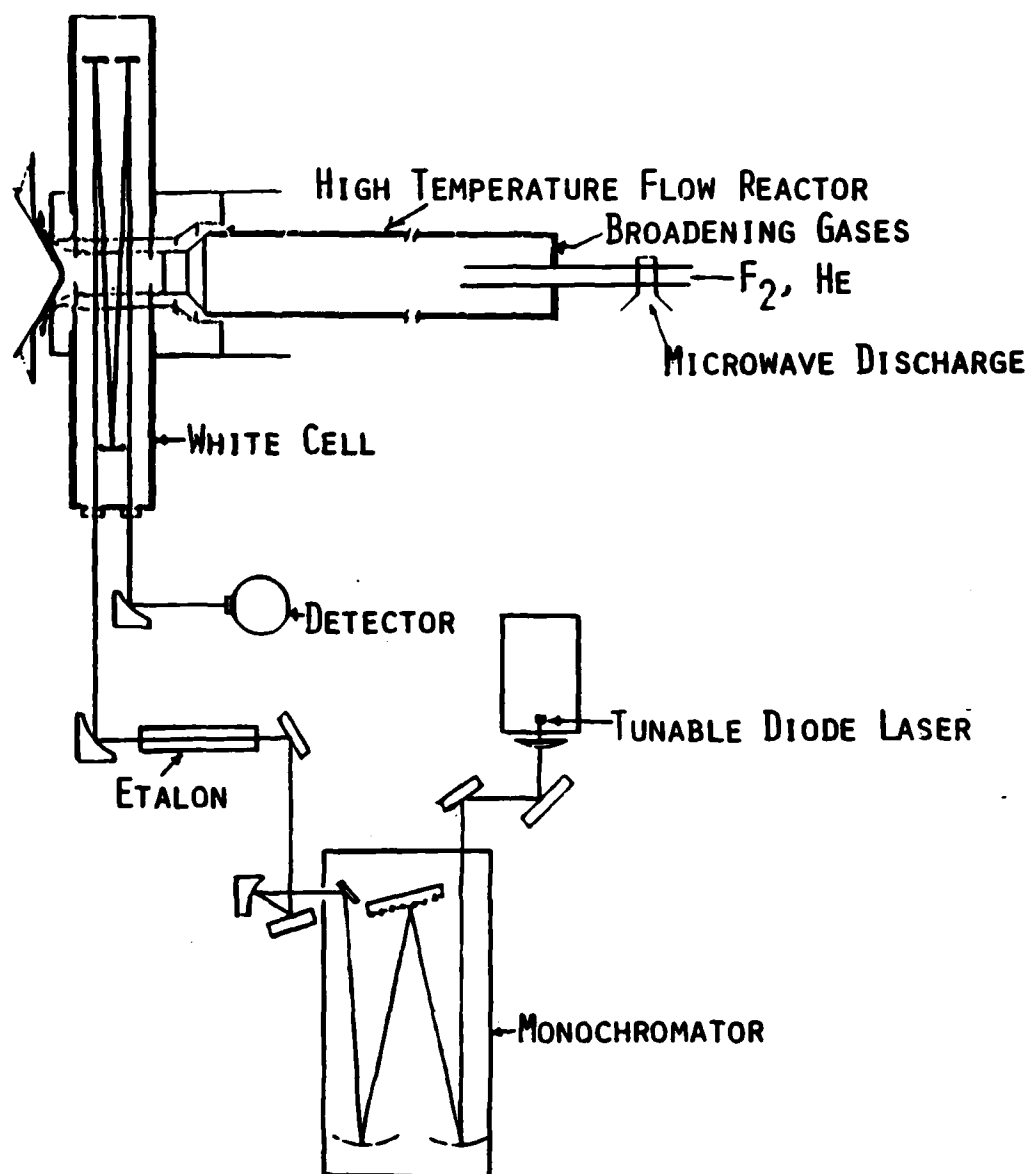 HIGH TEMPERATURE FLOW REACTOR
BROADENING GASES
F2, HE
MICROWAVE DISCHARGE
WHITE CELL
DETECTOR
TUNABLE DIODE LASER
ETALON
MONOCHROMATOR